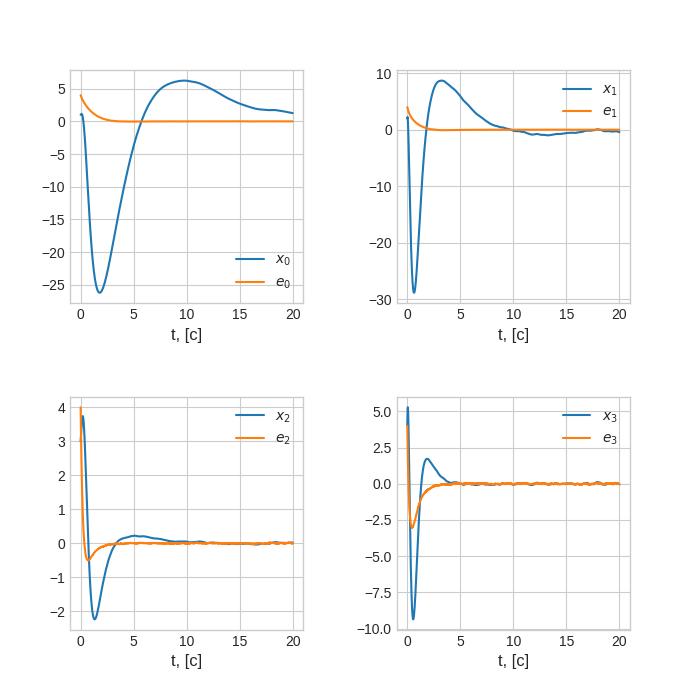 5
0
−5
−10
−15
−20
−25
0 5 10 15 20
t, [c]
x₀
e₀
10
0
−10
−20
−30
0 5 10 15 20
t, [c]
x₁
e₁
4
3
2
1
0
−1
−2
0 5 10 15 20
t, [c]
x₂
e₂
5.0
2.5
0.0
−2.5
−5.0
−7.5
−10.0
0 5 10 15 20
t, [c]
x₃
e₃